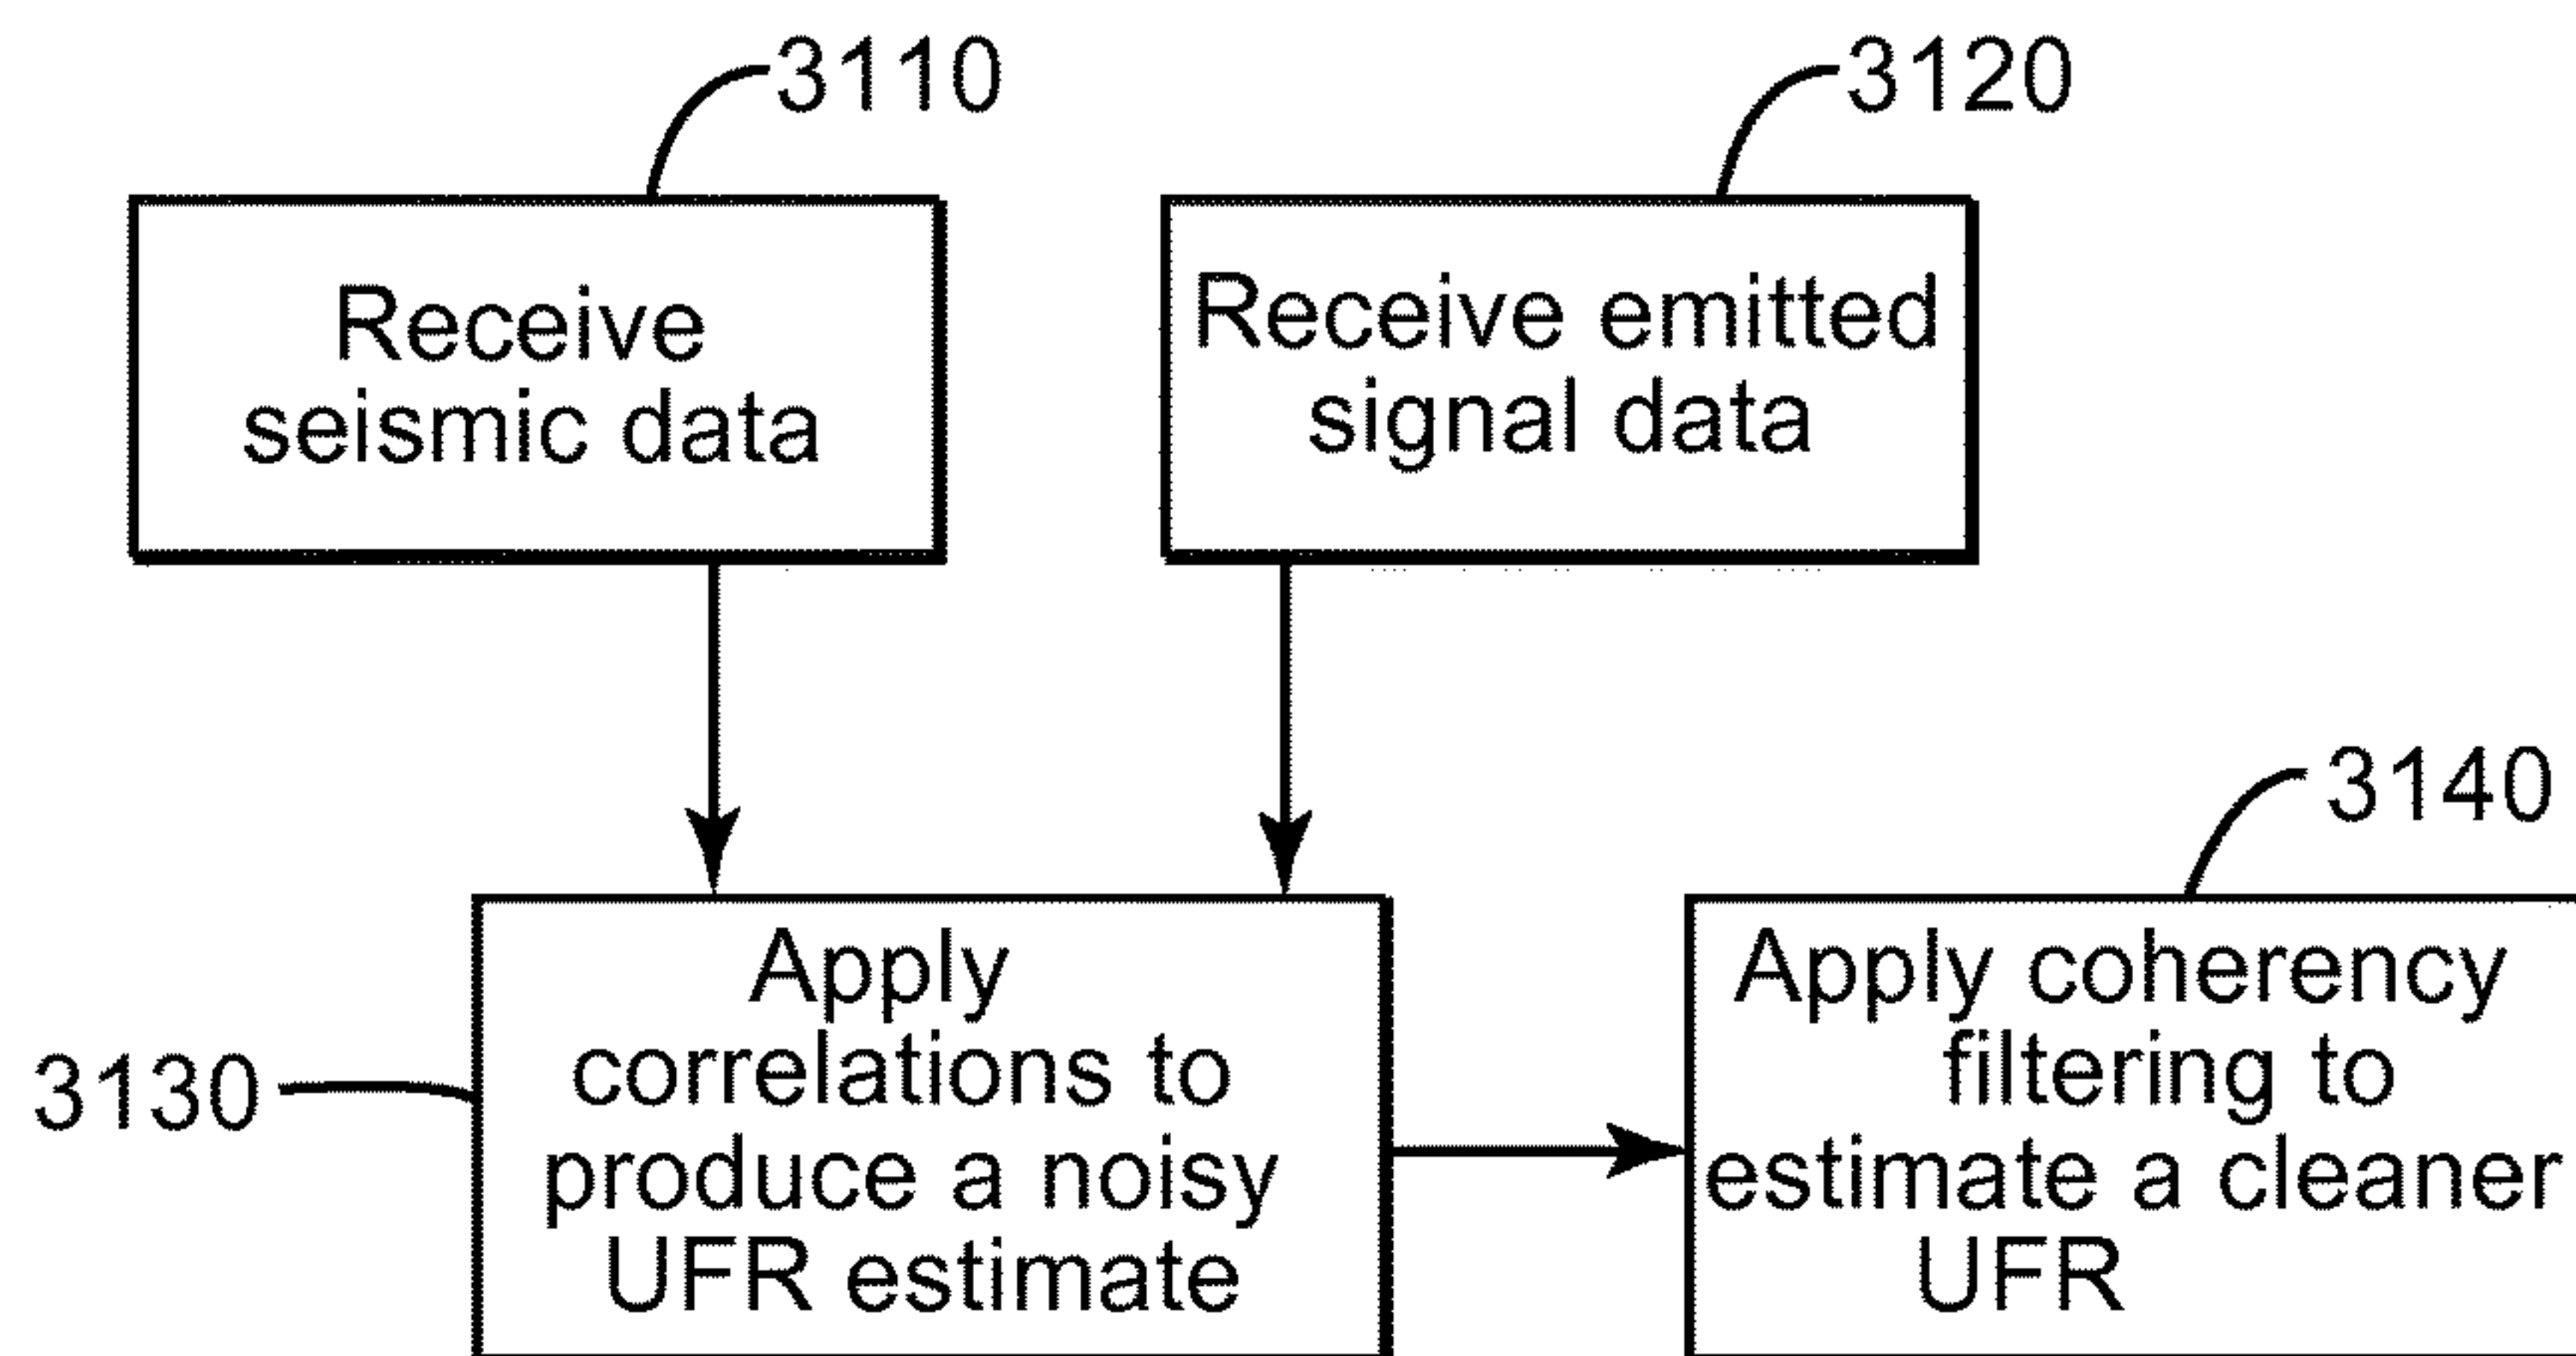 3110
3120
Receive
seismic data
Receive emitted
signal data
3140
3130
Apply
correlations to
produce a noisy
UFR estimate
Apply coherency
filtering to
estimate a cleaner
UFR